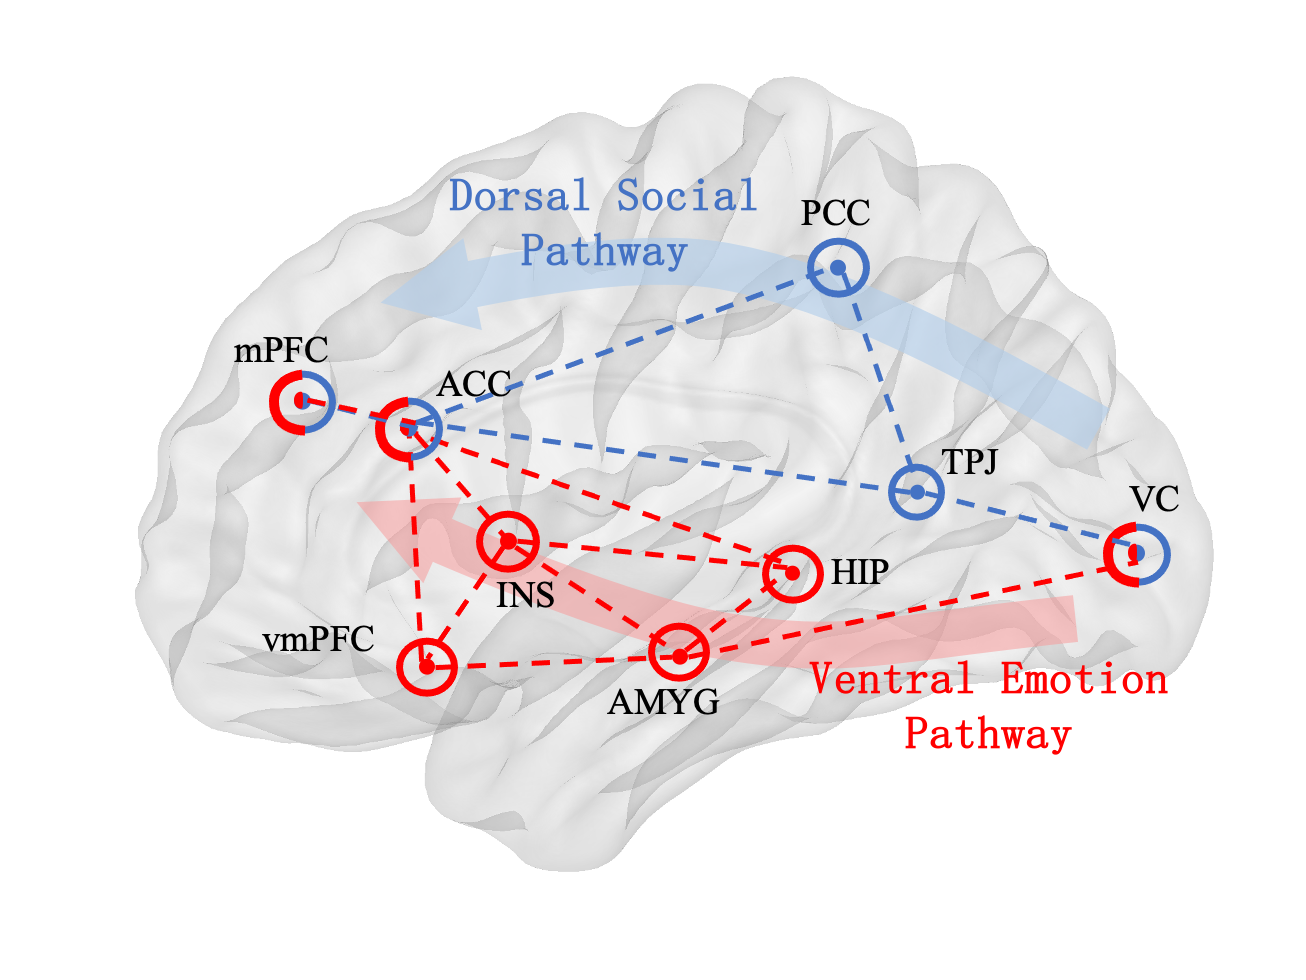 Dorsal Social
Pathway
PCC
mPFC
ACC
TPJ
VC
INS
HIP
vmPFC
AMYG
Ventral Emotion
Pathway